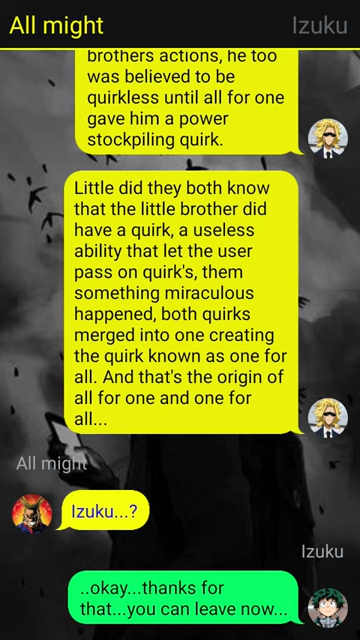 All might
Izuku
brothers actions, he too
was believed to be
quirkless until all for one
gave him a power
stockpiling quirk.
Little did they both know
that the little brother did
have a quirk, a useless
ability that let the user
pass on quirk's, them
something miraculous
happened, both quirks
merged into one creating
the quirk known as one for
all. And that's the origin of
all for one and one for
all...
All might
Izuku...?
Izuku
..okay...thanks for
that...you can leave now...